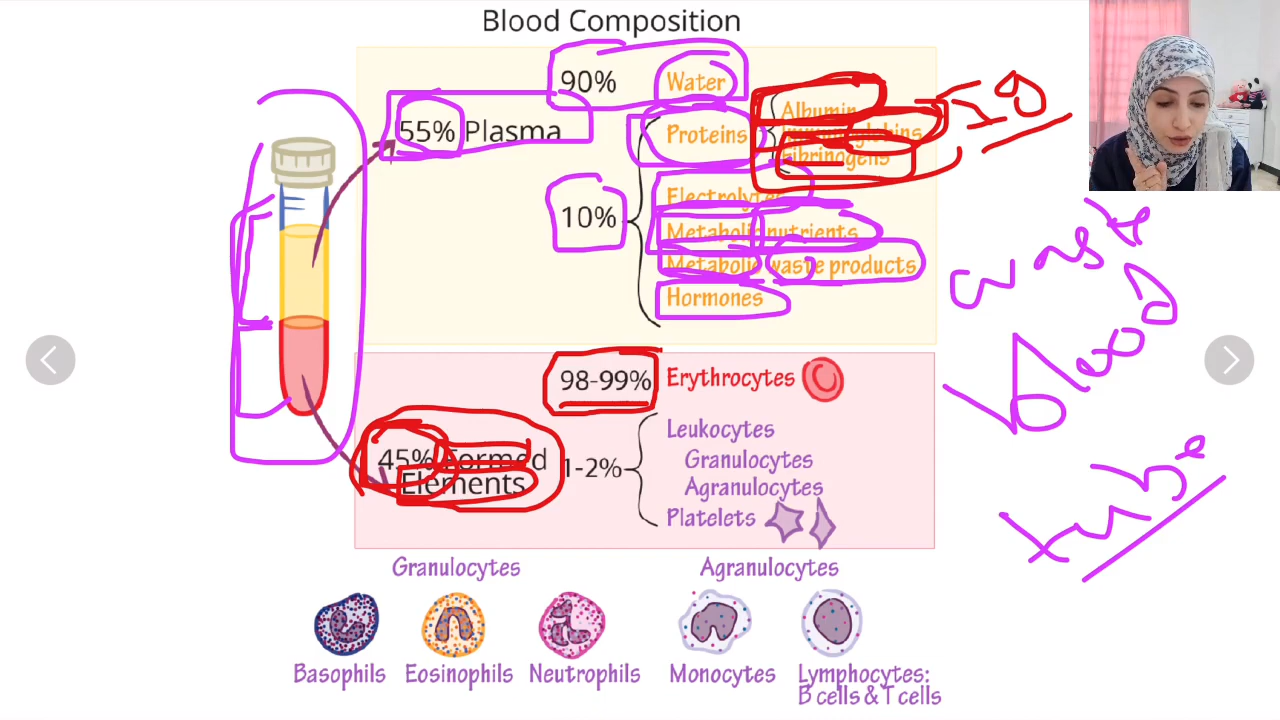 Blood Composition
90% Water
55% Plasma
Proteins
Albumin
Immunoglobins
Fibrinogens
Ig
10%
Electrolytes
Metabolic nutrients
Metabolic waste products
Hormones
waste
blood
tube
98-99% Erythrocytes
45% Formed
Elements
1-2%
Leukocytes
Granulocytes
Agranulocytes
Platelets
Granulocytes
Agranulocytes
Basophils
Eosinophils
Neutrophils
Monocytes
Lymphocytes:
B cells & T cells